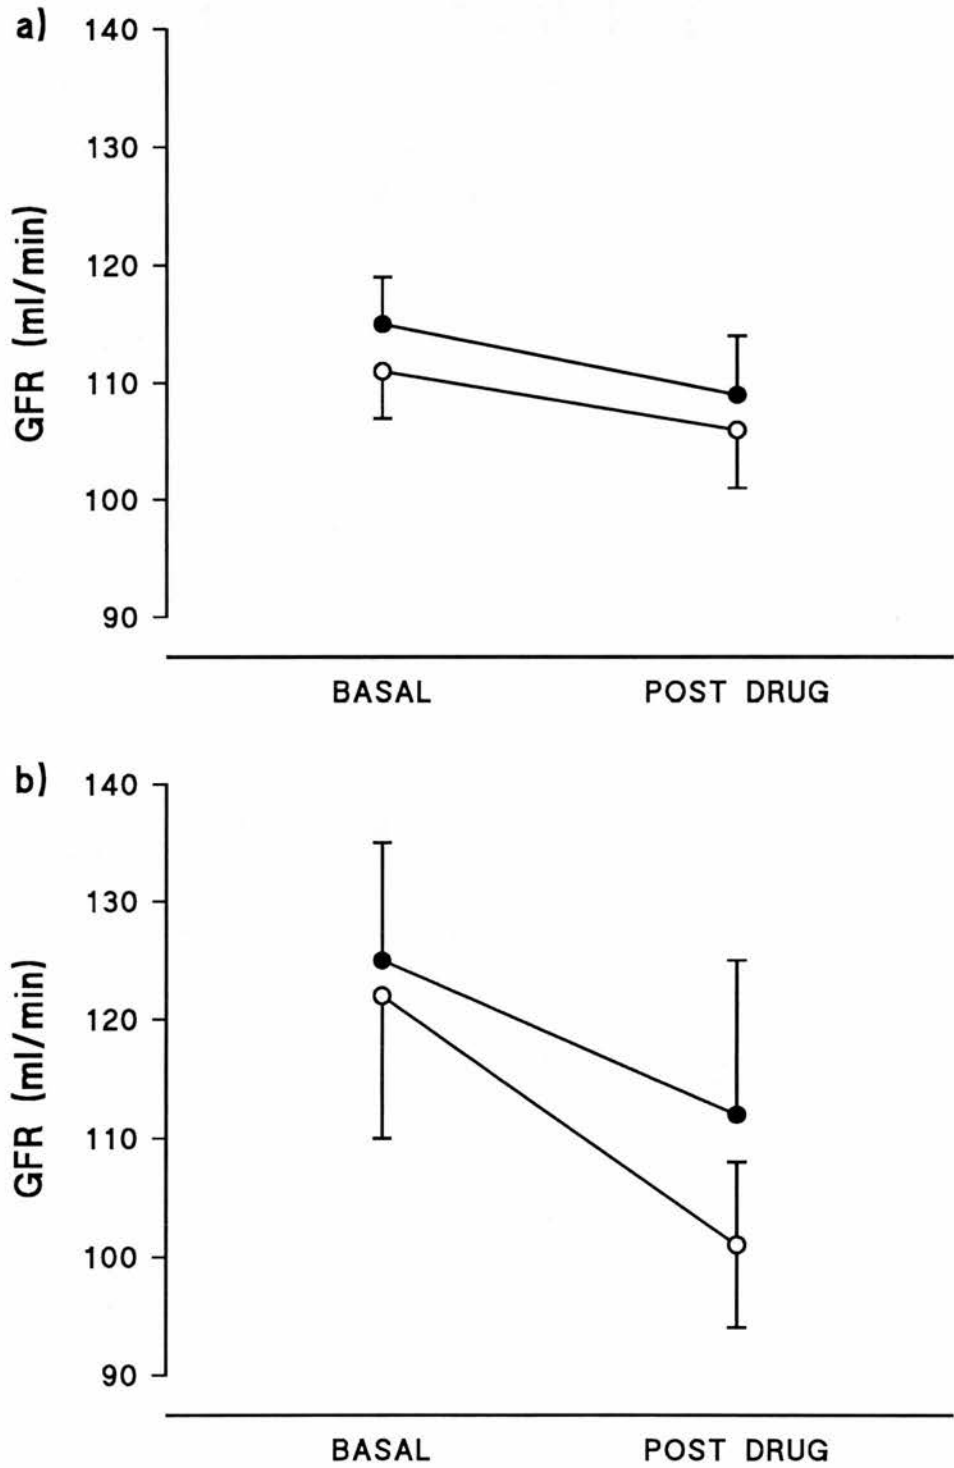 a)
140
130
120
110
100
90
GFR (ml/min)
BASAL POST DRUG
b)
140
130
120
110
100
90
GFR (ml/min)
BASAL POST DRUG